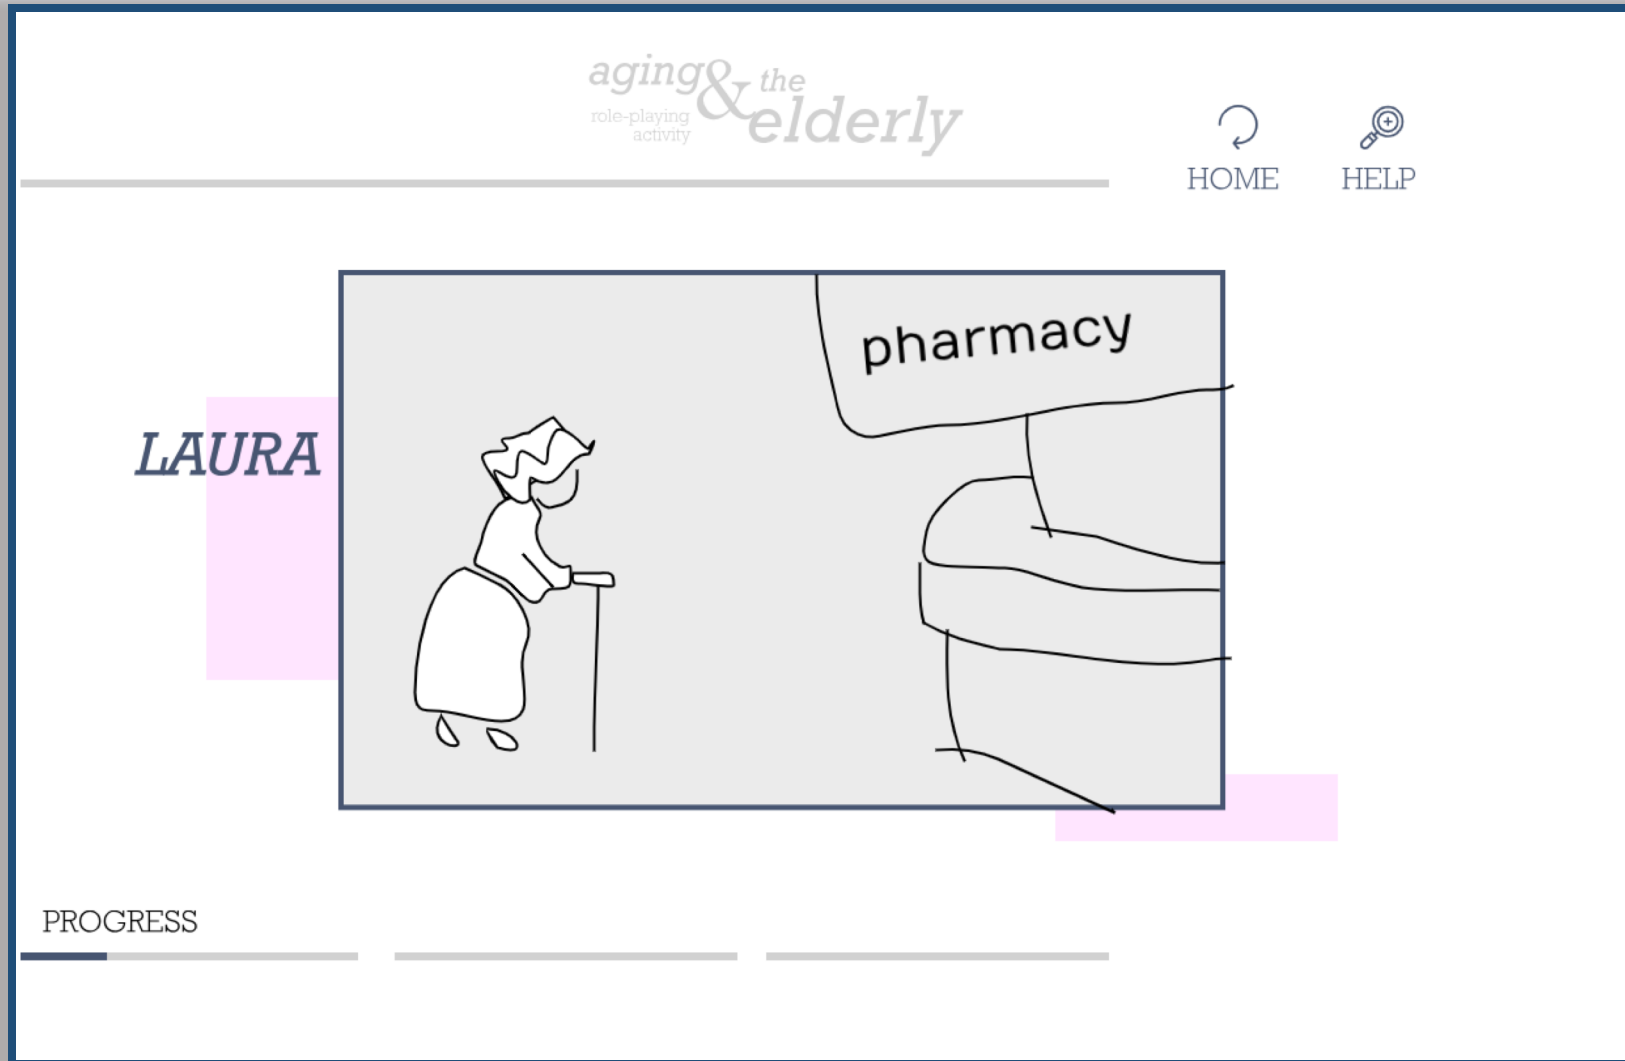 aging & the
role-playing
activity
elderly
HOME
HELP
LAURA
pharmacy
PROGRESS